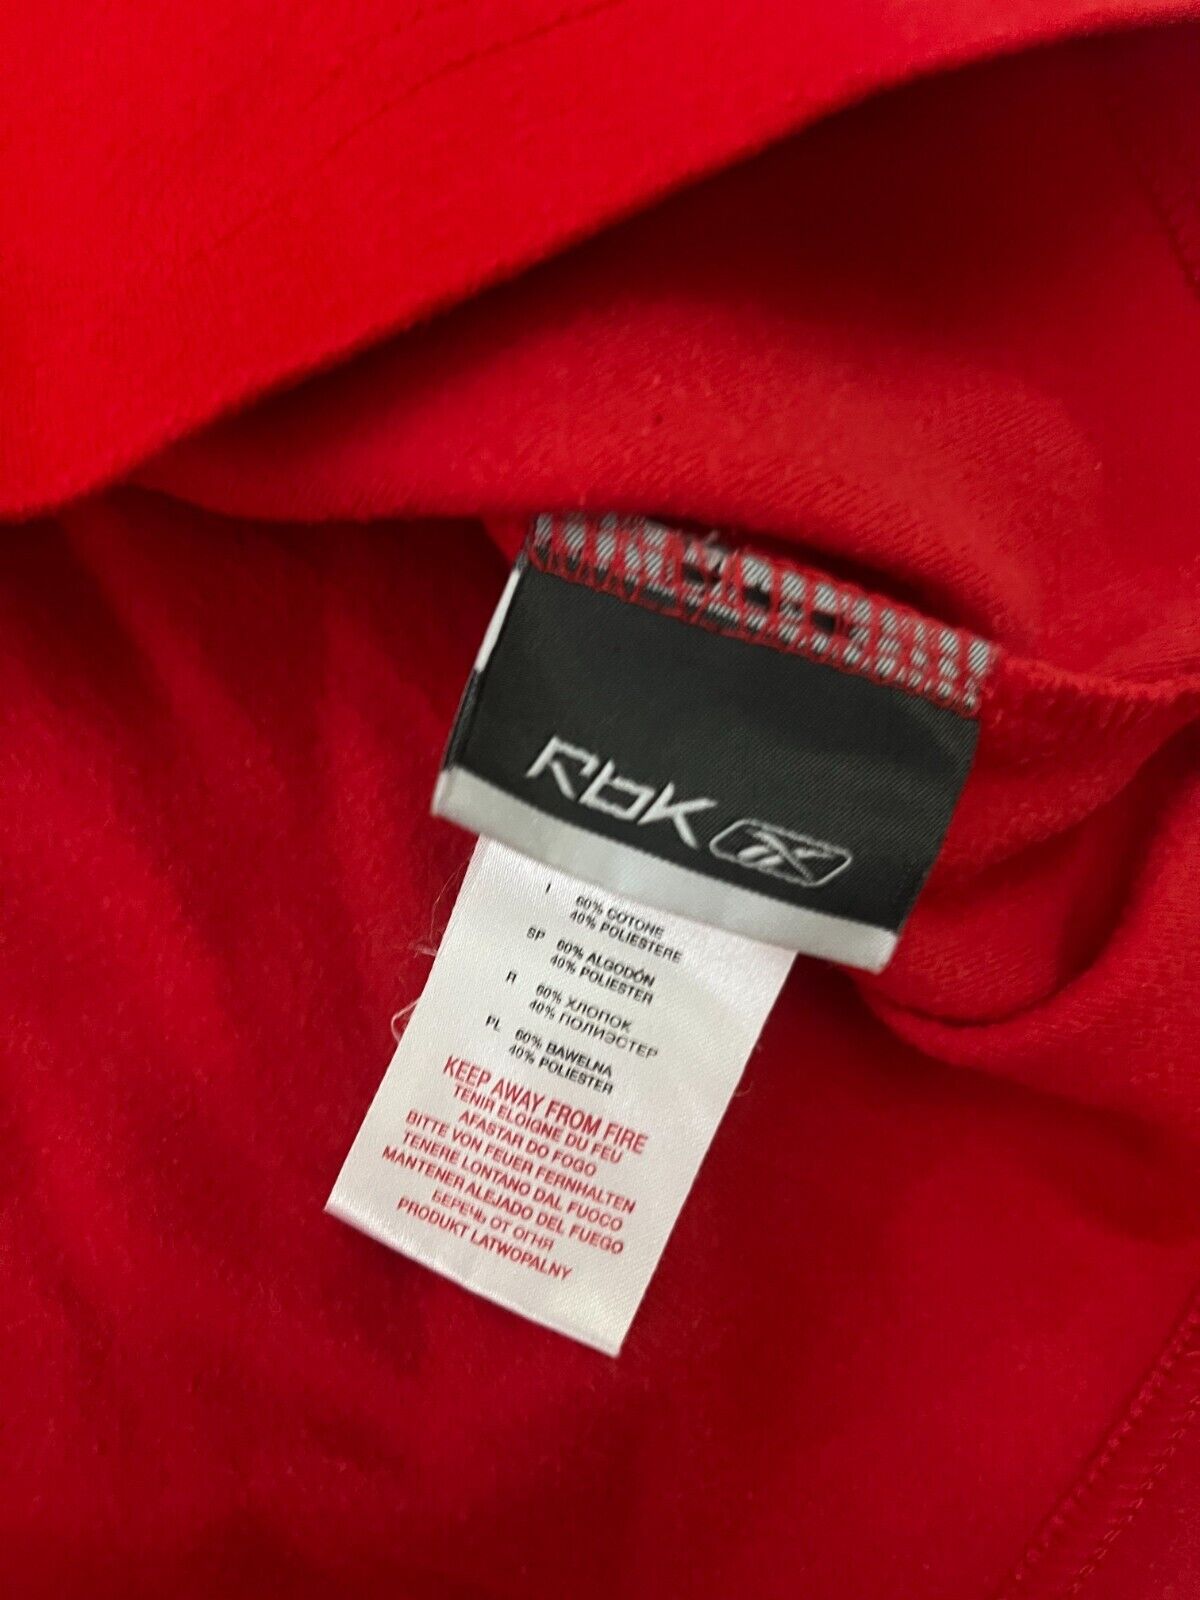 Rbk
I 60% COTONE
40% POLIESTERE
SP 60% ALGODÓN
40% POLIESTER
R 60% ХЛОПОК
40% ПОЛИЭСТЕР
PL 60% BAWELNA
40% POLIESTER
KEEP AWAY FROM FIRE
TENIR ELOIGNE DU FEU
AFASTAR DO FOGO
BITTE VON FEUER FERNHALTEN
TENERE LONTANO DAL FUOCO
MANTENER ALEJADO DEL FUEGO
БЕРЕЧЬ ОТ ОГНЯ
PRODUKT LATWOPALNY